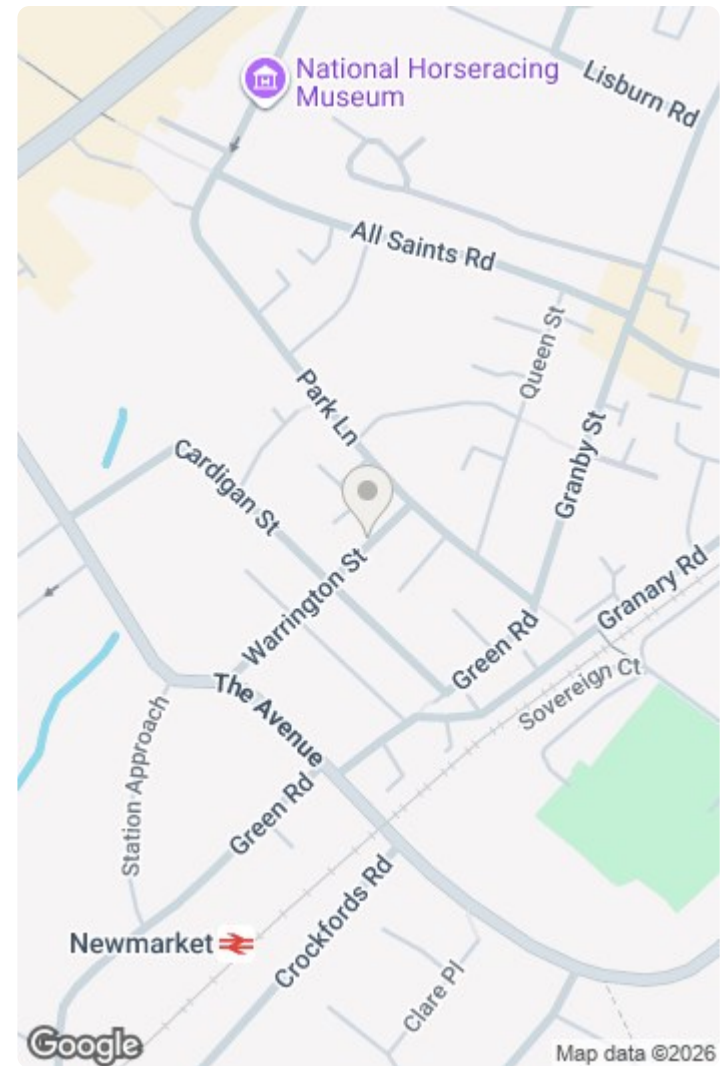 National Horseracing
Museum
Lisburn Rd
All Saints Rd
Queen St
Park Ln
Granby St
Cardigan St
Warrington St
Granary Rd
Green Rd
Sovereign Ct
The Avenue
Station Approach
Green Rd
Crockfords Rd
Newmarket
Clare Pl
Google
Map data ©2026